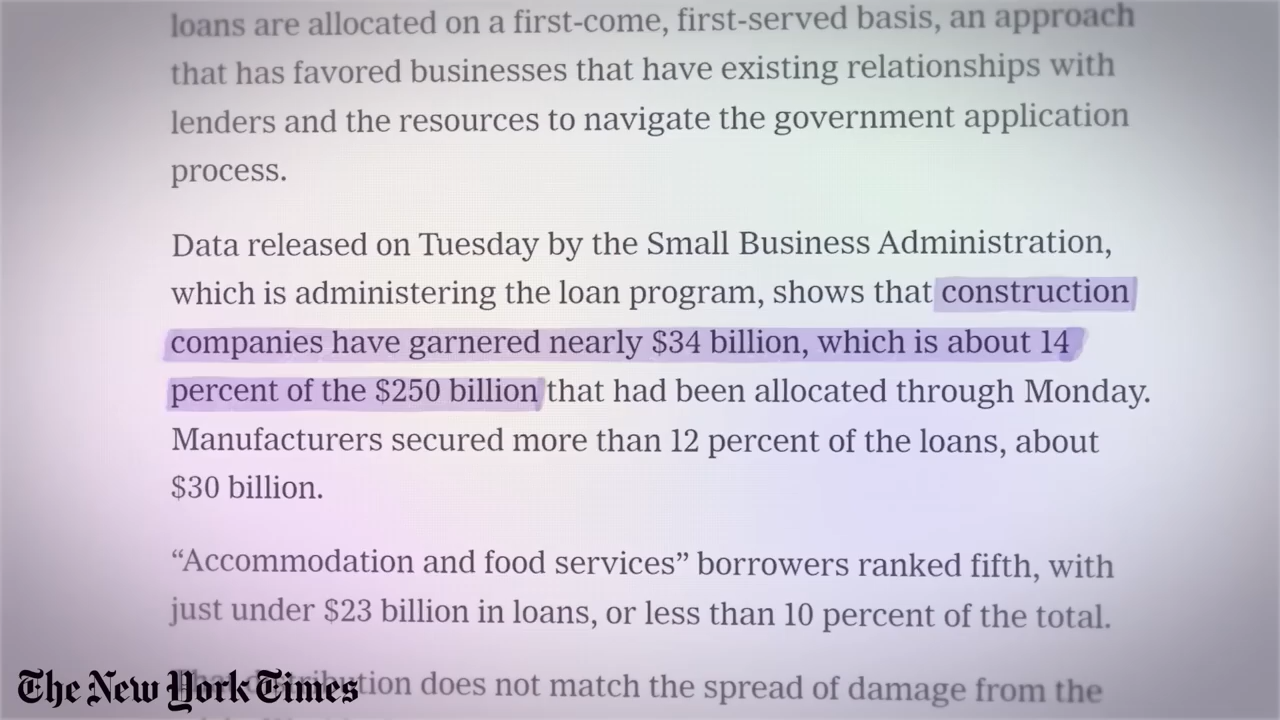 loans are allocated on a first-come, first-served basis, an approach
that has favored businesses that have existing relationships with
lenders and the resources to navigate the government application
process.
Data released on Tuesday by the Small Business Administration,
which is administering the loan program, shows that construction
companies have garnered nearly $34 billion, which is about 14
percent of the $250 billion that had been allocated through Monday.
Manufacturers secured more than 12 percent of the loans, about
$30 billion.
“Accommodation and food services” borrowers ranked fifth, with
just under $23 billion in loans, or less than 10 percent of the total.
does not match the spread of damage from the
The New York Times